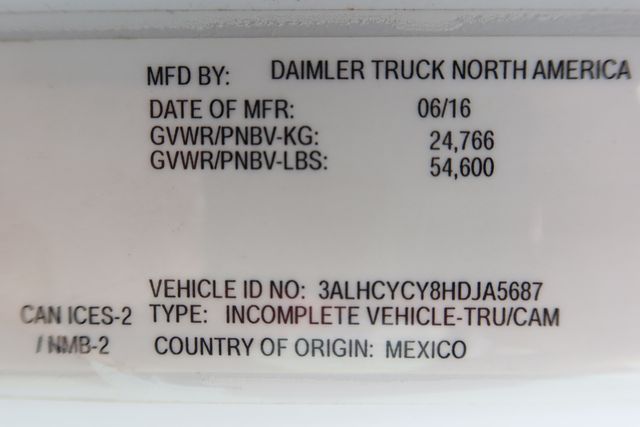 MFD BY: DAIMLER TRUCK NORTH AMERICA
DATE OF MFR: 06/16
GVWR/PNBV-KG: 24,766
GVWR/PNBV-LBS: 54,600
VEHICLE ID NO: 3ALHCYCY8HDJA5687
CAN ICES-2 TYPE: INCOMPLETE VEHICLE-TRU/CAM
/ NMB-2 COUNTRY OF ORIGIN: MEXICO